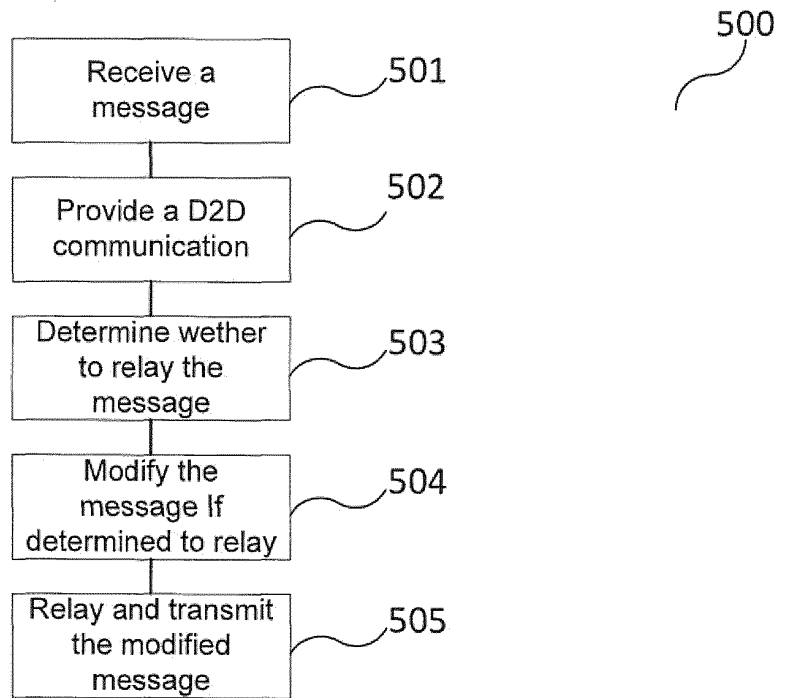 500
Receive a
message
501
Provide a D2D
communication
502
Determine wether
to relay the
message
503
Modify the
message If
determined to relay
504
Relay and transmit
the modified
message
505